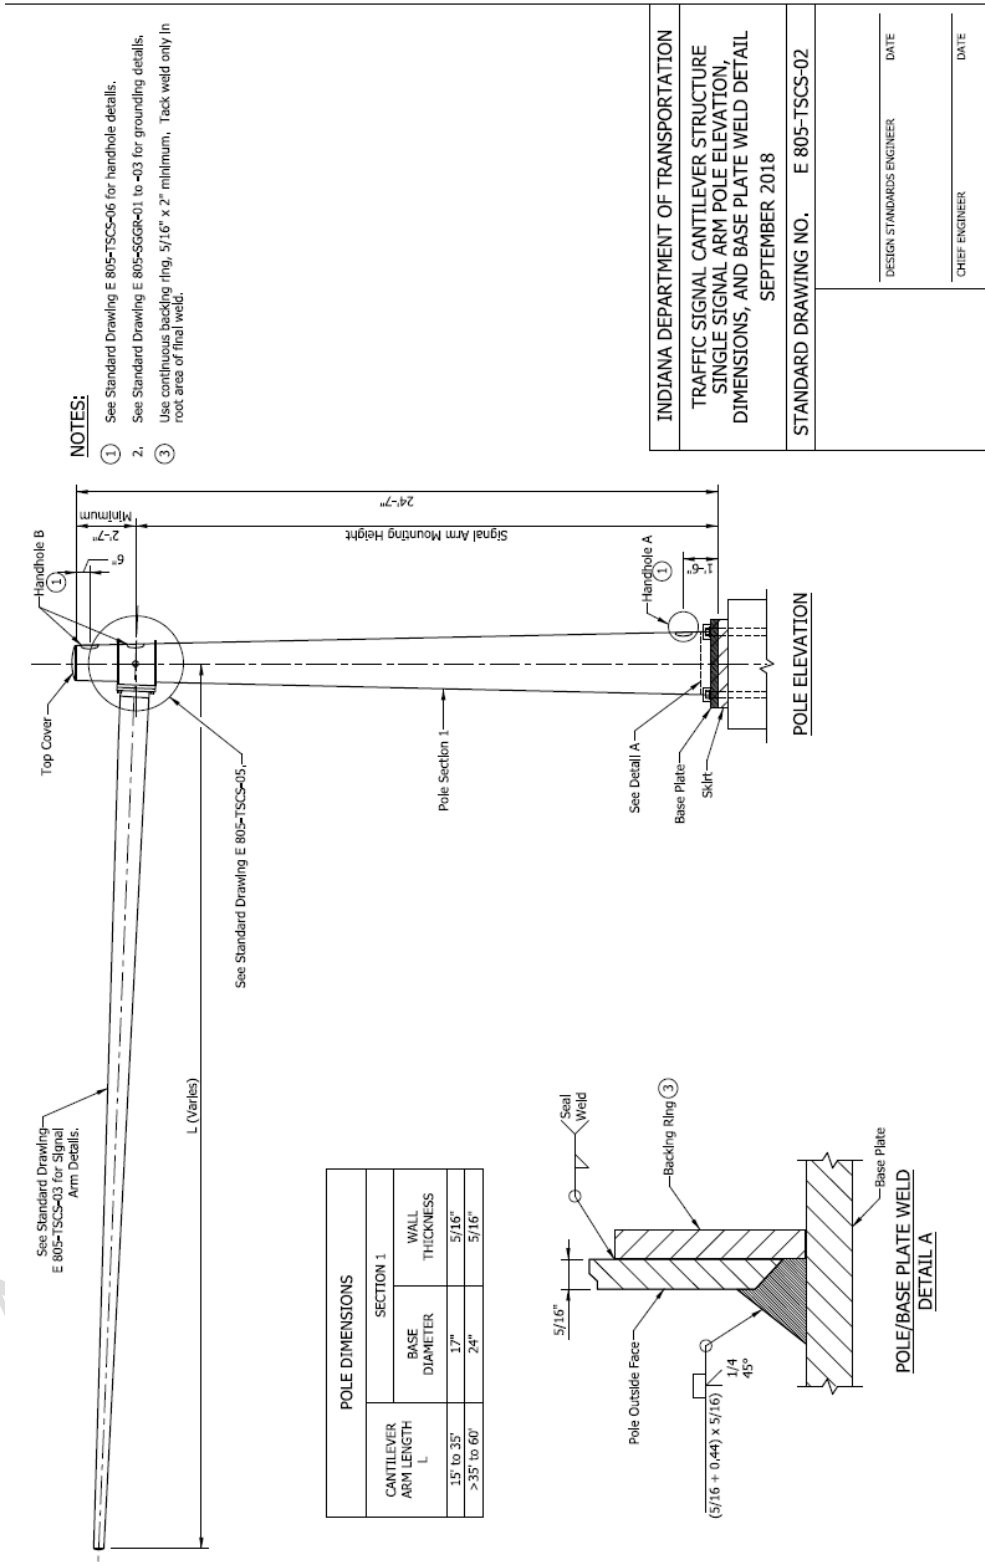 See Standard Drawing
E 805-TSCS-03 for Signal
Arm Details.
L (Varies)
Top Cover
Handhole B
1
6"
2'-7"
Minimum
24'-7"
Signal Arm Mounting Height
See Standard Drawing E 805-TSCS-05.
Pole Section 1
Handhole A
1
1'-6"
See Detail A
Base Plate
Skirt
POLE ELEVATION
NOTES:
1 See Standard Drawing E 805-TSCS-06 for handhole details.
2. See Standard Drawing E 805-SGGR-01 to -03 for grounding details.
3 Use continuous backing ring, 5/16" x 2" minimum. Tack weld only in
root area of final weld.
POLE DIMENSIONS
CANTILEVER
ARM LENGTH
L
SECTION 1
BASE
DIAMETER
WALL
THICKNESS
15' to 35' 17" 5/16"
>35' to 60' 24" 5/16"
5/16"
Seal
Weld
Pole Outside Face
Backing Ring 3
(5/16 + 0.44) x 5/16)
1/4
45°
Base Plate
POLE/BASE PLATE WELD
DETAIL A
INDIANA DEPARTMENT OF TRANSPORTATION
TRAFFIC SIGNAL CANTILEVER STRUCTURE
SINGLE SIGNAL ARM POLE ELEVATION,
DIMENSIONS, AND BASE PLATE WELD DETAIL
SEPTEMBER 2018
STANDARD DRAWING NO. E 805-TSCS-02
DESIGN STANDARDS ENGINEER DATE
CHIEF ENGINEER DATE